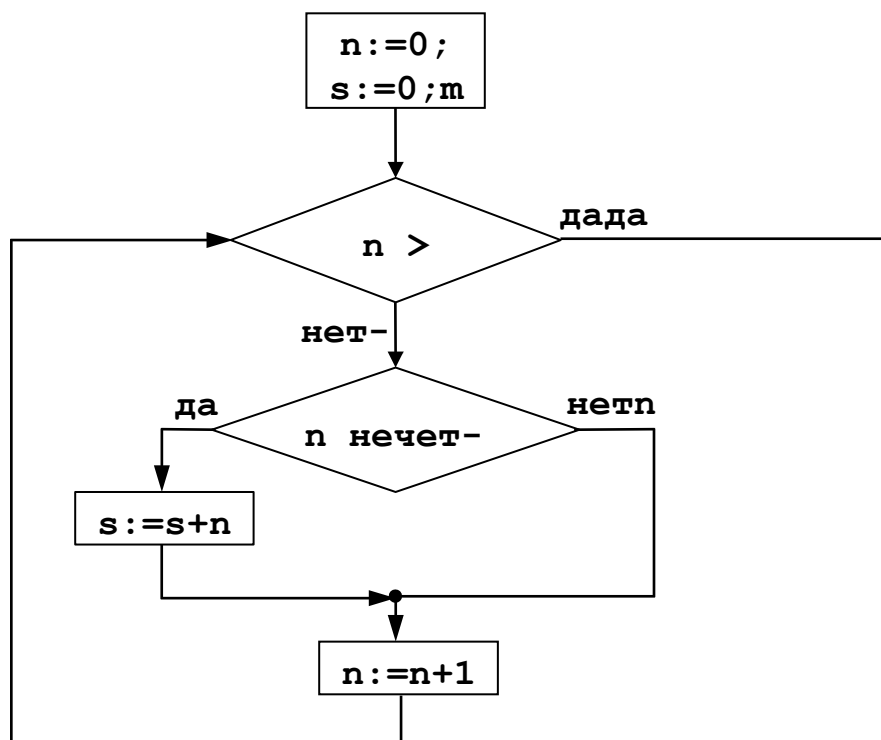 n:=0;
s:=0;m
дада
n >
нет-
да
нетn
n нечет-
s:=s+n
n:=n+1